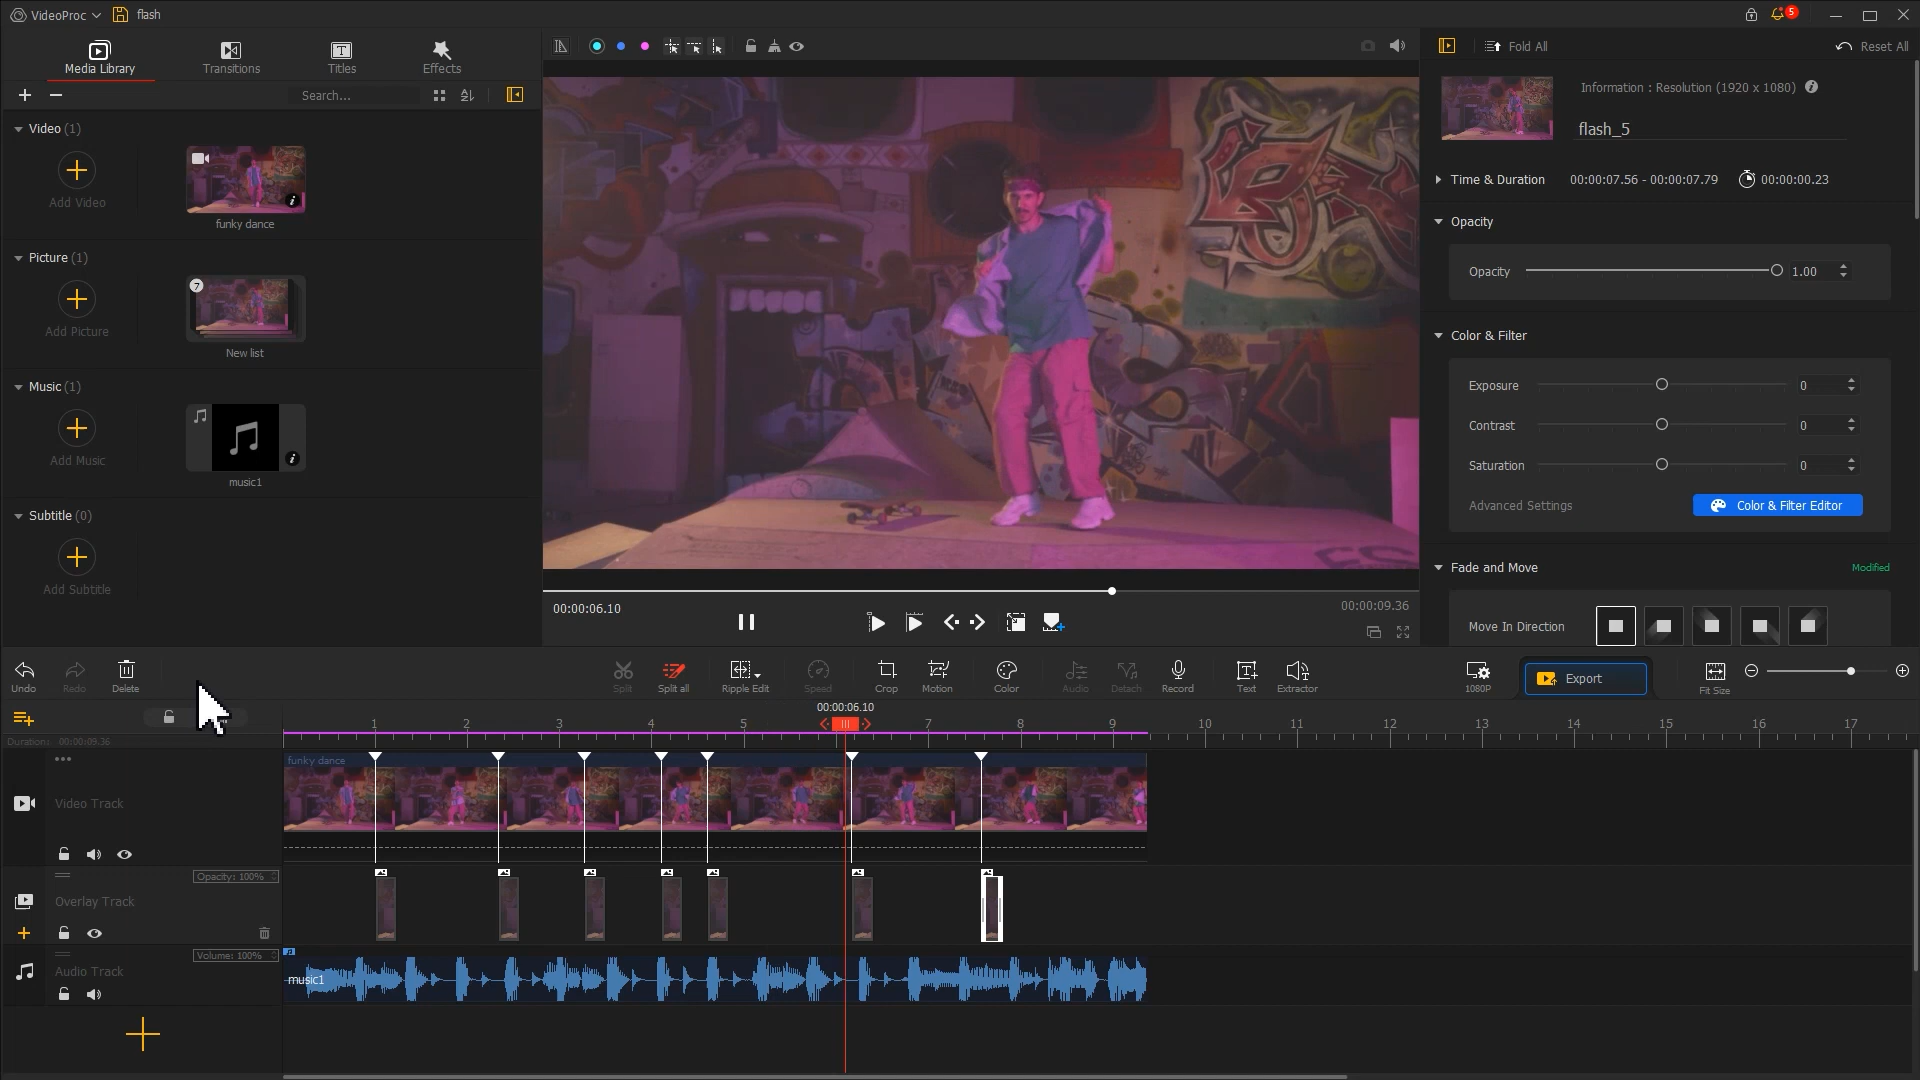 VideoProc flash 5
Media Library Transitions Titles Effects
Fold All Reset All
Search...
Information : Resolution (1920 x 1080) i
flash_5
Video (1)
Add Video
funky dance
Time & Duration 00:00:07.56 - 00:00:07.79 00:00:00.23
Opacity
Opacity 1.00
Picture (1)
7
Add Picture
New list
Color & Filter
Exposure 0
Contrast 0
Saturation 0
Advanced Settings Color & Filter Editor
Music (1)
Add Music
music1
Subtitle (0)
Add Subtitle
Fade and Move Modified
Move In Direction
00:00:06.10 00:00:09.36
Undo Redo Delete Split Split all Ripple Edit Speed Crop Motion Color Audio Detach Record Text Extractor 1080P Export Fit Size
00:00:06.10
1 2 3 4 5 7 8 9 10 11 12 13 14 15 16 17
Duration: 00:00:09.36
funky dance
Video Track
Opacity: 100%
Overlay Track
Volume: 100%
Audio Track
music1